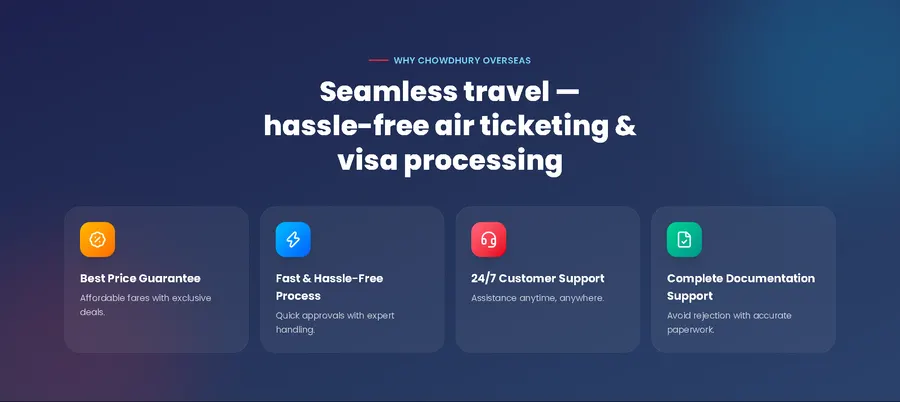 WHY CHOWDHURY OVERSEAS
Seamless travel —
hassle-free air ticketing &
visa processing
Best Price Guarantee
Affordable fares with exclusive
deals.
Fast & Hassle-Free
Process
Quick approvals with expert
handling.
24/7 Customer Support
Assistance anytime, anywhere.
Complete Documentation
Support
Avoid rejection with accurate
paperwork.